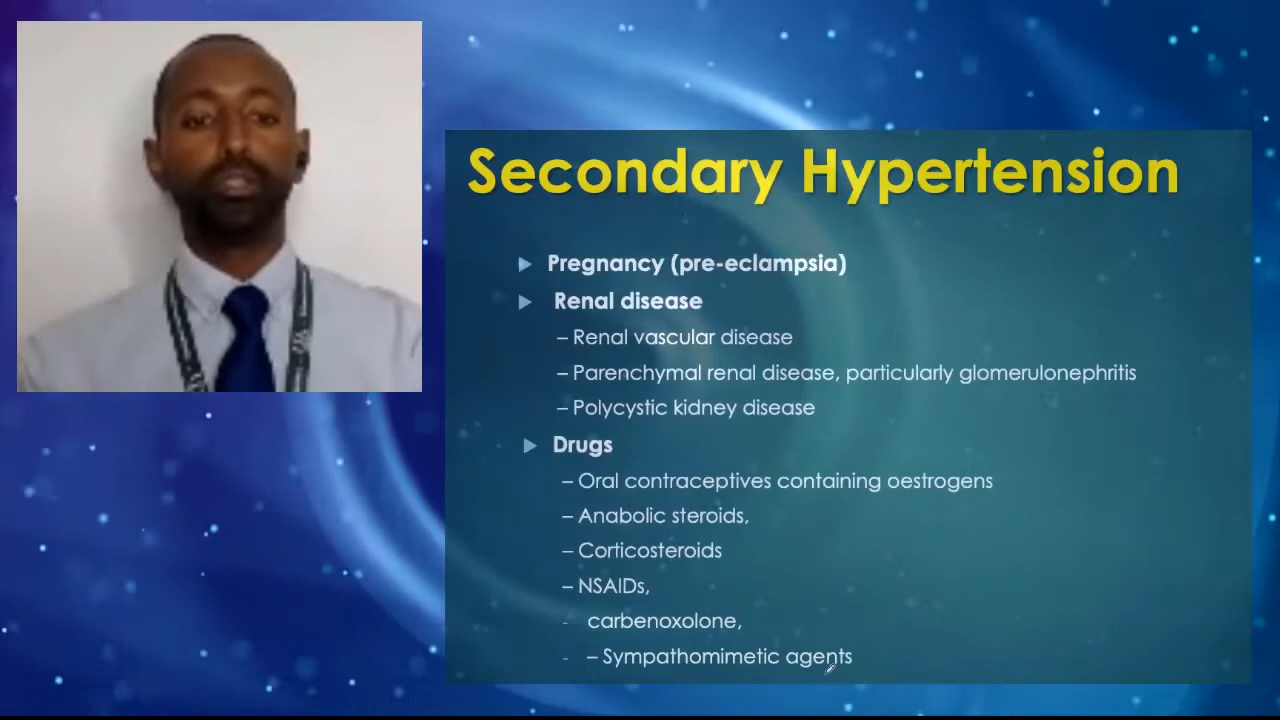 Secondary Hypertension
Pregnancy (pre-eclampsia)
Renal disease
– Renal vascular disease
– Parenchymal renal disease, particularly glomerulonephritis
– Polycystic kidney disease
Drugs
– Oral contraceptives containing oestrogens
– Anabolic steroids,
– Corticosteroids
– NSAIDs,
- carbenoxolone,
- – Sympathomimetic agents